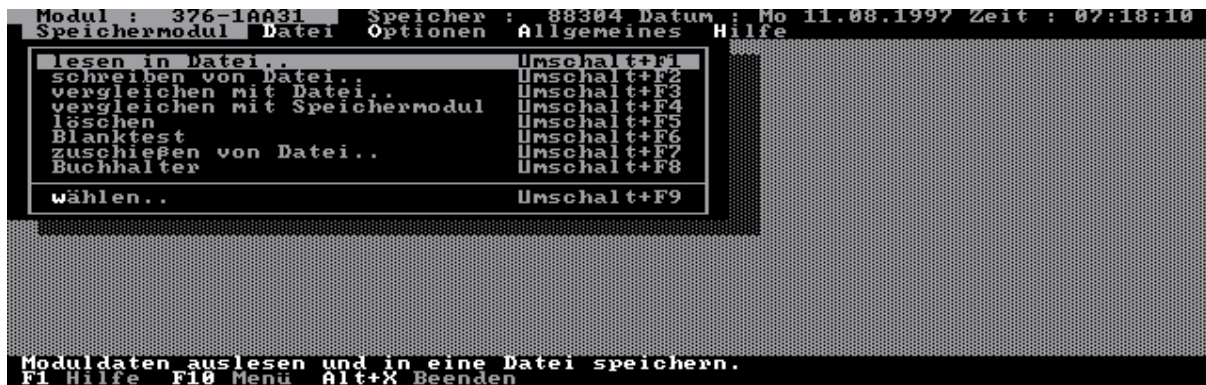 Modul : 376-1AA31 Speicher : 88304 Datum : Mo 11.08.1997 Zeit : 07:18:10
Speichermodul Datei Optionen Allgemeines Hilfe
lesen in Datei.. Umschalt+F1
schreiben von Datei.. Umschalt+F2
vergleichen mit Datei.. Umschalt+F3
vergleichen mit Speichermodul Umschalt+F4
löschen Umschalt+F5
Blanktest Umschalt+F6
zuschießen von Datei.. Umschalt+F7
Buchhalter Umschalt+F8
wählen.. Umschalt+F9
Moduldaten auslesen und in eine Datei speichern.
F1 Hilfe F10 Menü Alt+X Beenden